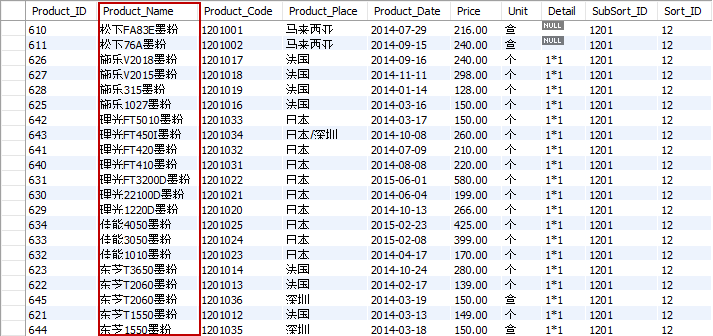 Product_ID Product_Name Product_Code Product_Place Product_Date Price Unit Detail SubSort_ID Sort_ID
610 松下FA83E墨粉 1201001 马来西亚 2014-07-29 216.00 盒 NULL 1201 12
611 松下76A墨粉 1201002 马来西亚 2014-09-15 240.00 盒 NULL 1201 12
626 施乐V2018墨粉 1201017 法国 2014-09-16 240.00 个 1*1 1201 12
627 施乐V2015墨粉 1201018 法国 2014-11-11 298.00 个 1*1 1201 12
628 施乐315墨粉 1201019 法国 2014-01-14 128.00 个 1*1 1201 12
625 施乐1027墨粉 1201016 法国 2014-03-16 150.00 个 1*1 1201 12
642 理光FT5010墨粉 1201033 日本 2014-03-17 150.00 个 1*1 1201 12
643 理光FT450I墨粉 1201034 日本/深圳 2014-10-08 260.00 个 1*1 1201 12
641 理光FT420墨粉 1201032 日本 2014-07-09 210.00 个 1*1 1201 12
640 理光FT410墨粉 1201031 日本 2014-08-08 220.00 个 1*1 1201 12
631 理光FT3200D墨粉 1201022 日本 2015-06-01 580.00 个 1*1 1201 12
630 理光22100D墨粉 1201021 日本 2014-06-04 199.00 个 1*1 1201 12
629 理光1220D墨粉 1201020 日本 2014-10-13 266.00 个 1*1 1201 12
634 佳能4050墨粉 1201025 日本 2015-02-23 425.00 个 1*1 1201 12
633 佳能3050墨粉 1201024 日本 2015-02-08 399.00 个 1*1 1201 12
632 佳能1010墨粉 1201023 日本 2014-04-17 170.00 个 1*1 1201 12
623 东芝T3650墨粉 1201014 法国 2014-10-24 280.00 个 1*1 1201 12
622 东芝T2060墨粉 1201013 法国 2014-02-17 139.00 个 1*1 1201 12
645 东芝T2060墨粉 1201036 深圳 2014-03-19 150.00 盒 1*1 1201 12
621 东芝T1550墨粉 1201012 法国 2014-03-13 149.00 个 1*1 1201 12
644 东芝1550墨粉 1201035 深圳 2014-03-18 150.00 盒 1*1 1201 12